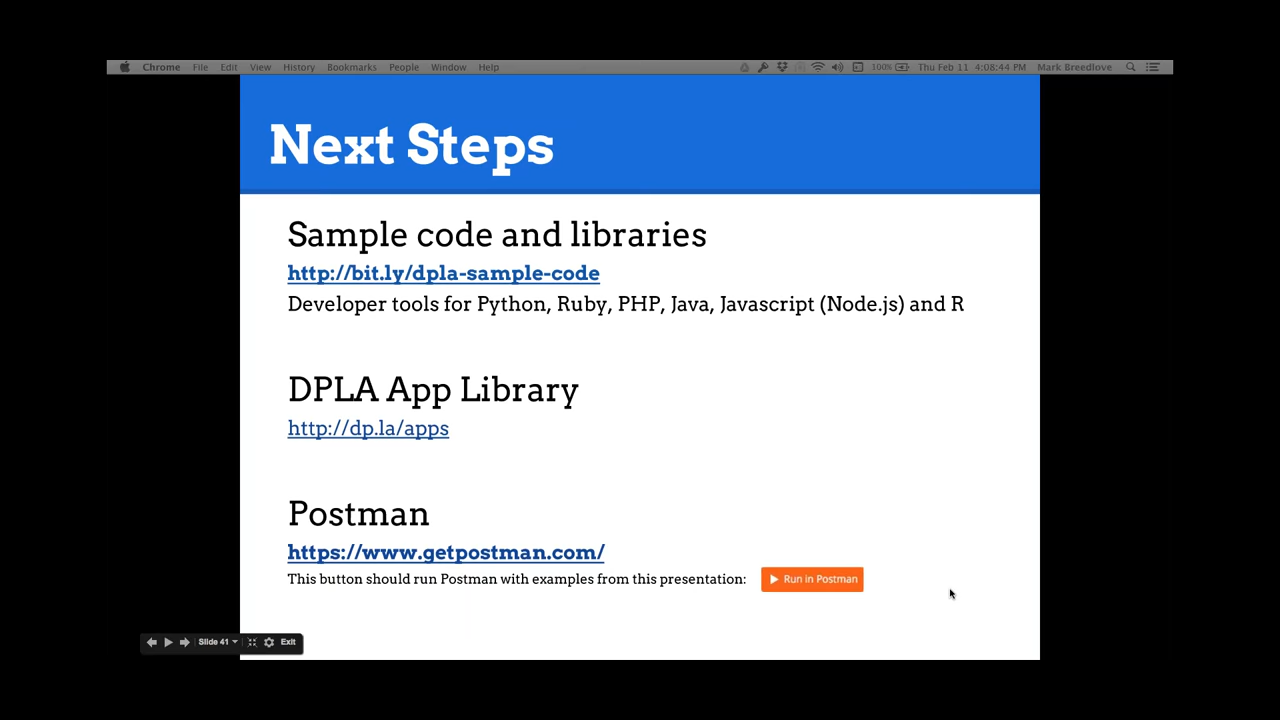 Chrome File Edit View History Bookmarks People Window Help 100% Thu Feb 11 4:08:44 PM Mark Breedlove
Next Steps
Sample code and libraries
http://bit.ly/dpla-sample-code
Developer tools for Python, Ruby, PHP, Java, Javascript (Node.js) and R
DPLA App Library
http://dp.la/apps
Postman
https://www.getpostman.com/
This button should run Postman with examples from this presentation: Run in Postman
Slide 41 Exit